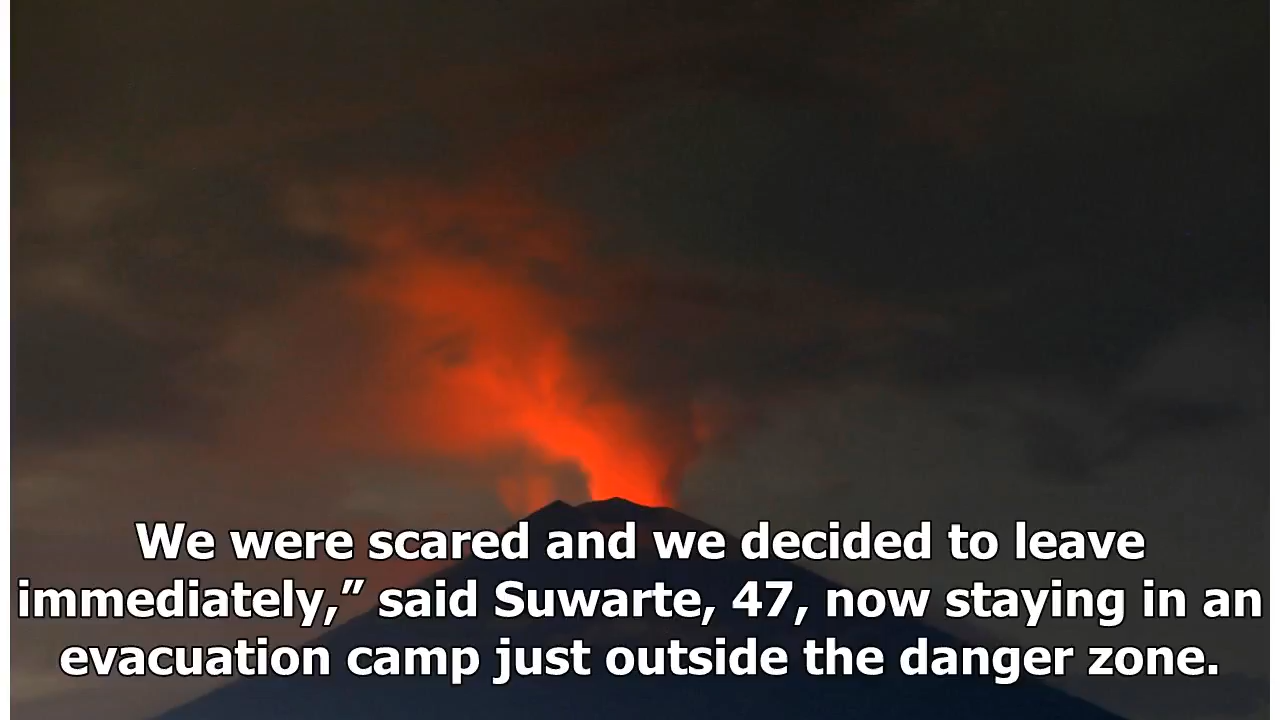 We were scared and we decided to leave
immediately,” said Suwarte, 47, now staying in an
evacuation camp just outside the danger zone.